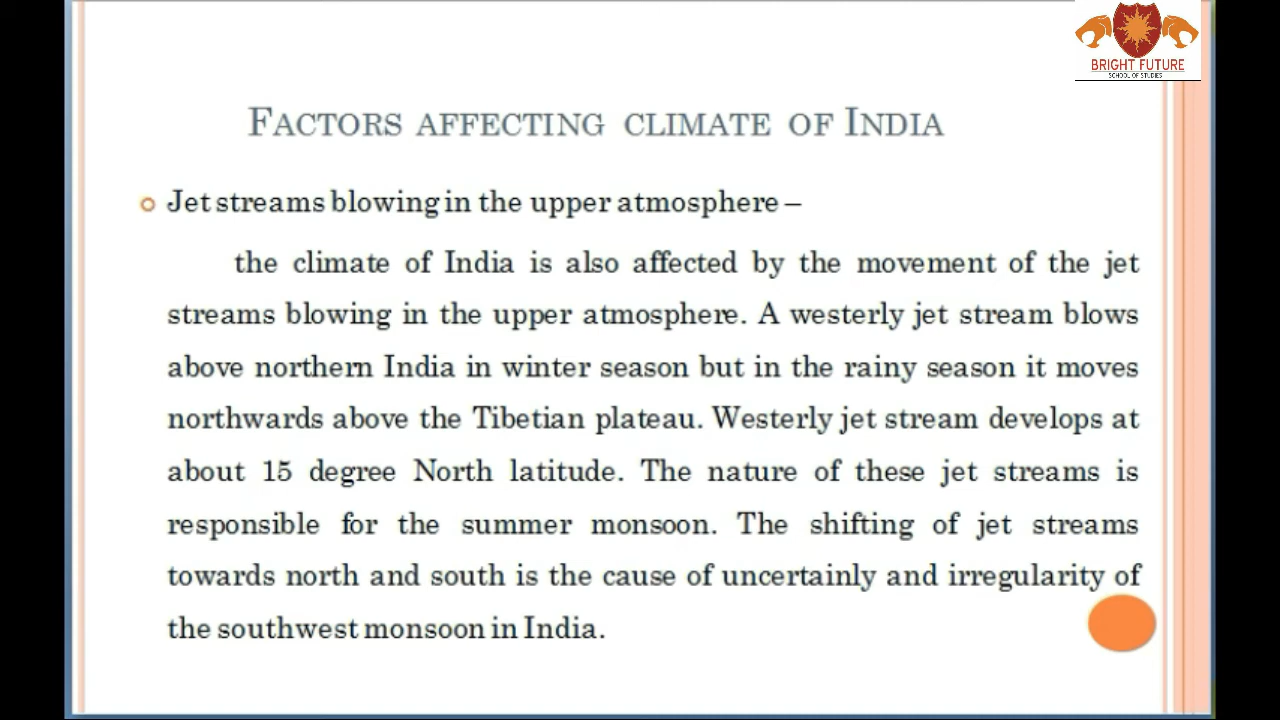 BRIGHT FUTURE
SCHOOL OF STUDIES
FACTORS AFFECTING CLIMATE OF INDIA
Jet streams blowing in the upper atmosphere –
the climate of India is also affected by the movement of the jet
streams blowing in the upper atmosphere. A westerly jet stream blows
above northern India in winter season but in the rainy season it moves
northwards above the Tibetian plateau. Westerly jet stream develops at
about 15 degree North latitude. The nature of these jet streams is
responsible for the summer monsoon. The shifting of jet streams
towards north and south is the cause of uncertainly and irregularity of
the southwest monsoon in India.